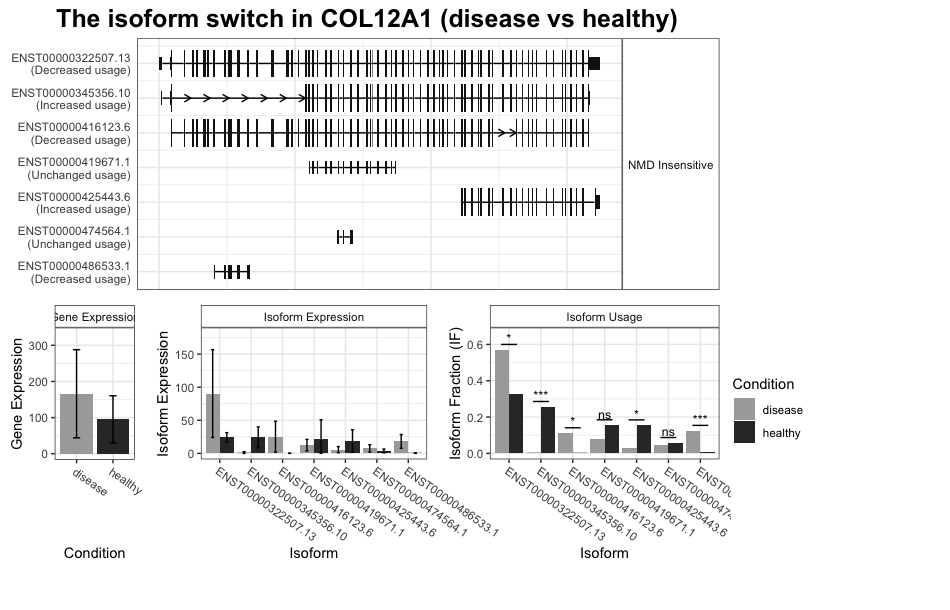 The isoform switch in COL12A1 (disease vs healthy)
ENST00000322507.13
(Decreased usage)
ENST00000345356.10
(Increased usage)
ENST00000416123.6
(Decreased usage)
ENST00000419671.1
(Unchanged usage)
ENST00000425443.6
(Increased usage)
ENST00000474564.1
(Unchanged usage)
ENST00000486533.1
(Decreased usage)
NMD Insensitive
Gene Expression
Gene Expression
300
200
100
0
disease
healthy
Condition
Isoform Expression
Isoform Expression
150
100
50
0
ENST00000322507.13
ENST00000345356.10
ENST00000416123.6
ENST00000419671.1
ENST00000425443.6
ENST00000474564.1
ENST00000486533.1
Isoform
Isoform Usage
Isoform Fraction (IF)
0.6
0.4
0.2
0.0
*
***
*
ns
*
ns
***
ENST00000322507.13
ENST00000345356.10
ENST00000416123.6
ENST00000419671.1
ENST00000425443.6
ENST0000047
ENST00
Isoform
Condition
disease
healthy